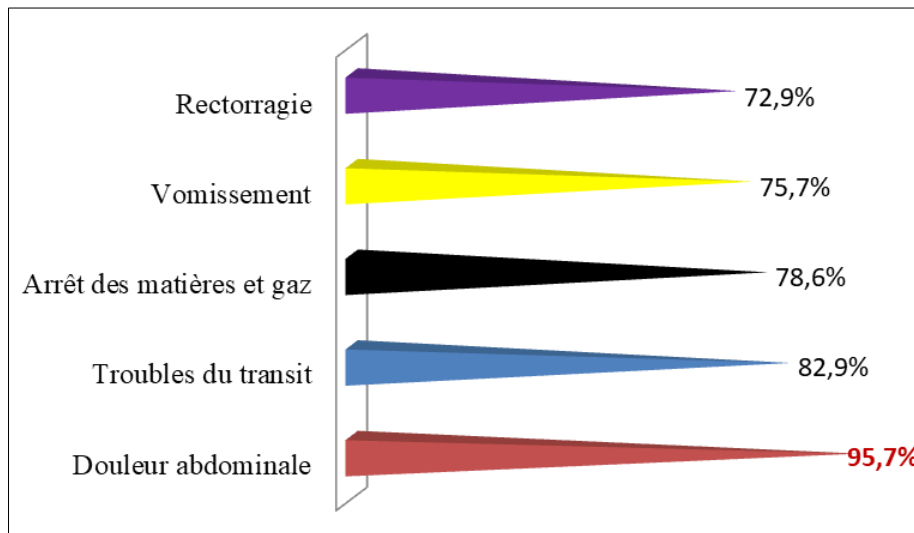 Rectorragie 72,9%
Vomissement 75,7%
Arrêt des matières et gaz 78,6%
Troubles du transit 82,9%
Douleur abdominale 95,7%